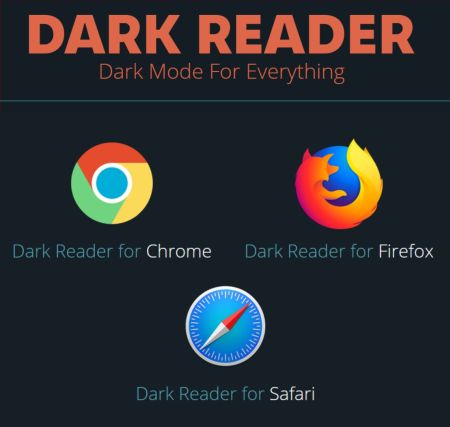 DARK READER
Dark Mode For Everything
Dark Reader for Chrome
Dark Reader for Firefox
Dark Reader for Safari